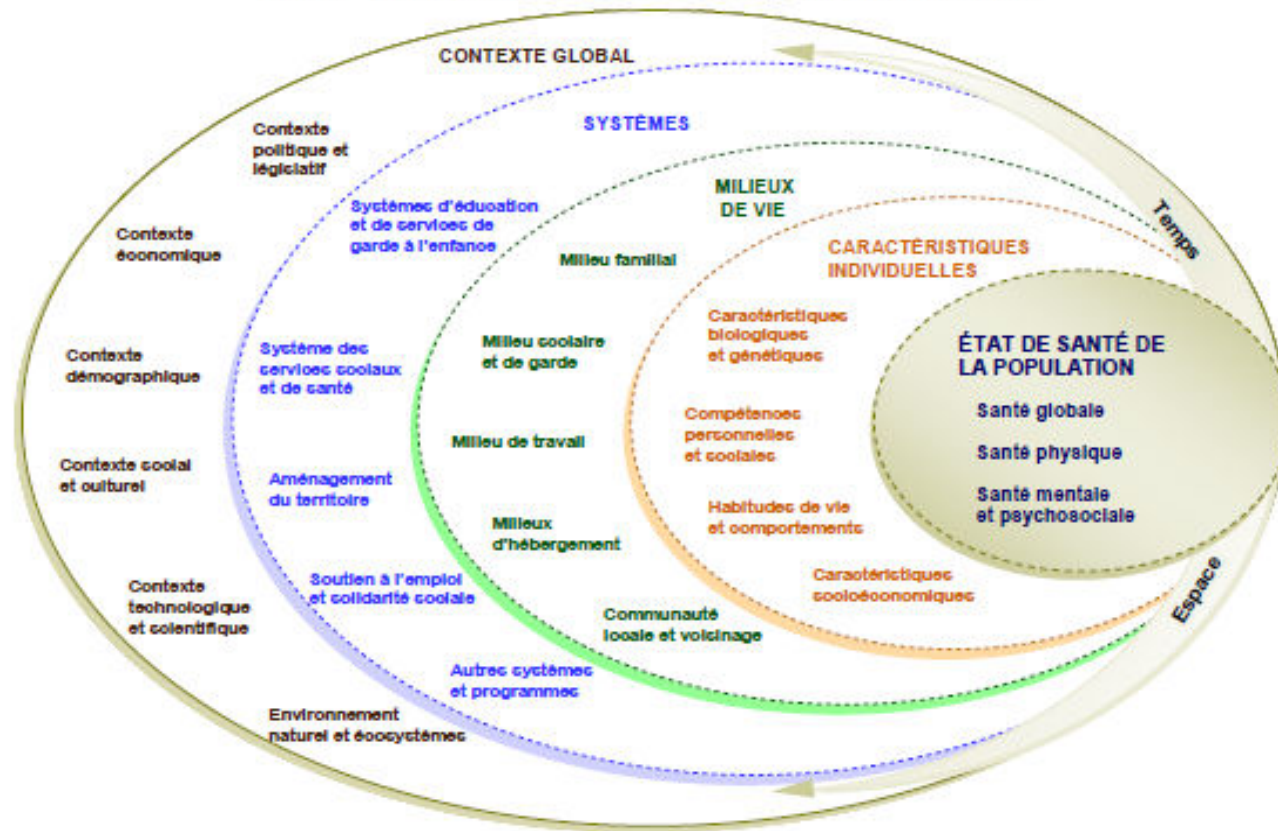 CONTEXTE GLOBAL
Contexte
politique et
législatif
Contexte
économique
Contexte
démographique
Contexte social
et culturel
Contexte
technologique
et scientifique
Environnement
naturel et écosystèmes
SYSTÈMES
Systèmes d'éducation
et de services de
garde à l'enfance
Système des
services sociaux
et de santé
Aménagement
du territoire
Soutien à l'emploi
et solidarité sociale
Autres systèmes
et programmes
MILIEUX
DE VIE
Milieu familial
Milieu scolaire
et de garde
Milieu de travail
Milieux
d'hébergement
Communauté
locale et voisinage
CARACTÉRISTIQUES
INDIVIDUELLES
Caractéristiques
biologiques
et génétiques
Compétences
personnelles
et sociales
Habitudes de vie
et comportements
Caractéristiques
socioéconomiques
ÉTAT DE SANTÉ DE
LA POPULATION
Santé globale
Santé physique
Santé mentale
et psychosociale
Temps
Espace